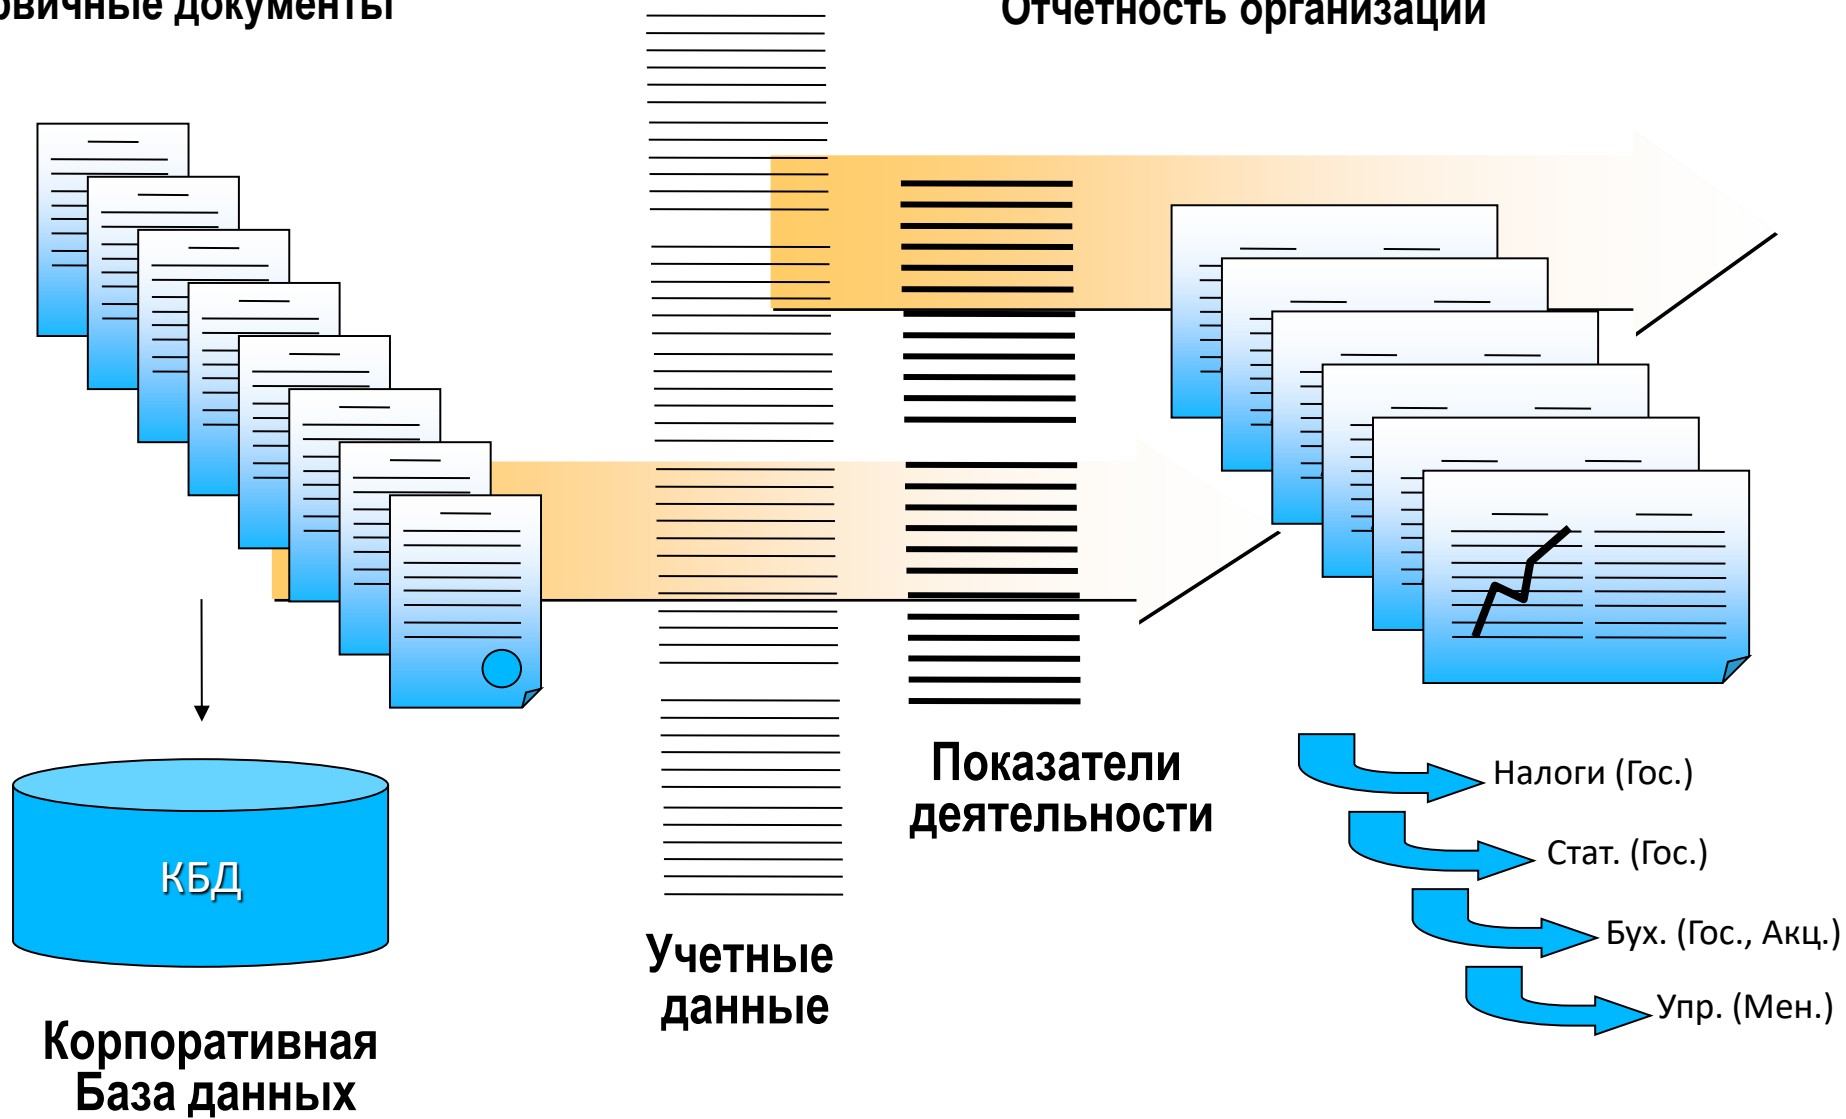 овичные документы
Отчетность организации
Показатели
деятельности
Налоги (Гос.)
Стат. (Гос.)
Бух. (Гос., Акц.)
Упр. (Мен.)
КБД
Учетные
данные
Корпоративная
База данных